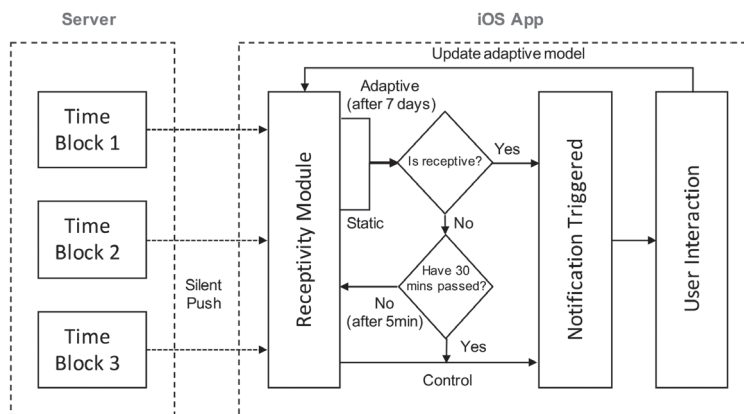 Server
iOS App
Update adaptive model
Time
Block 1
Time
Block 2
Time
Block 3
Silent
Push
Receptivity Module
Adaptive
(after 7 days)
Static
Is receptive?
Yes
No
Have 30
mins passed?
No
(after 5min)
Yes
Control
Notification Triggered
User Interaction